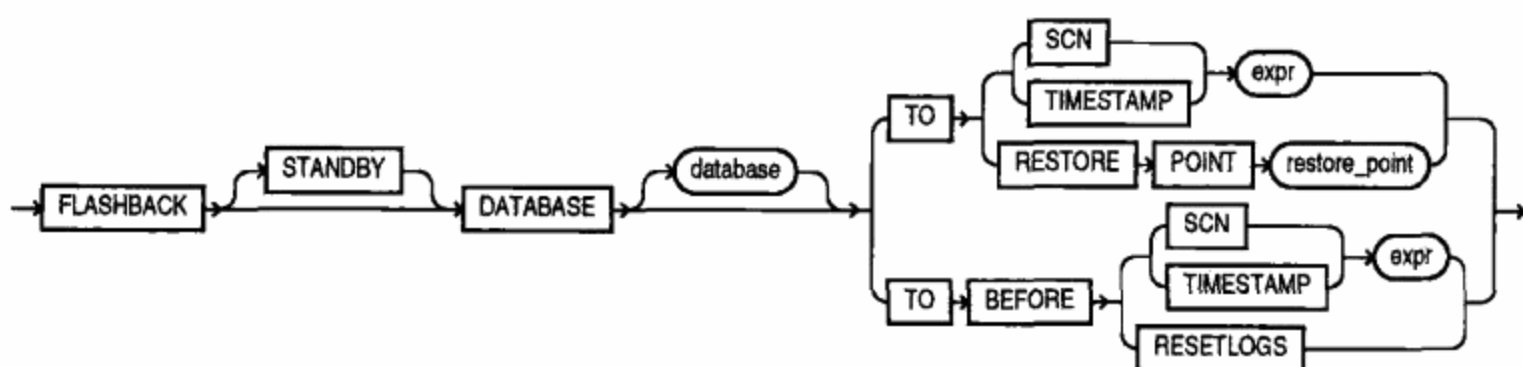 SCN
expr
TIMESTAMP
TO
RESTORE POINT restore_point
STANDBY
database
FLASHBACK
DATABASE
SCN
expr
TIMESTAMP
TO BEFORE
RESETLOGS